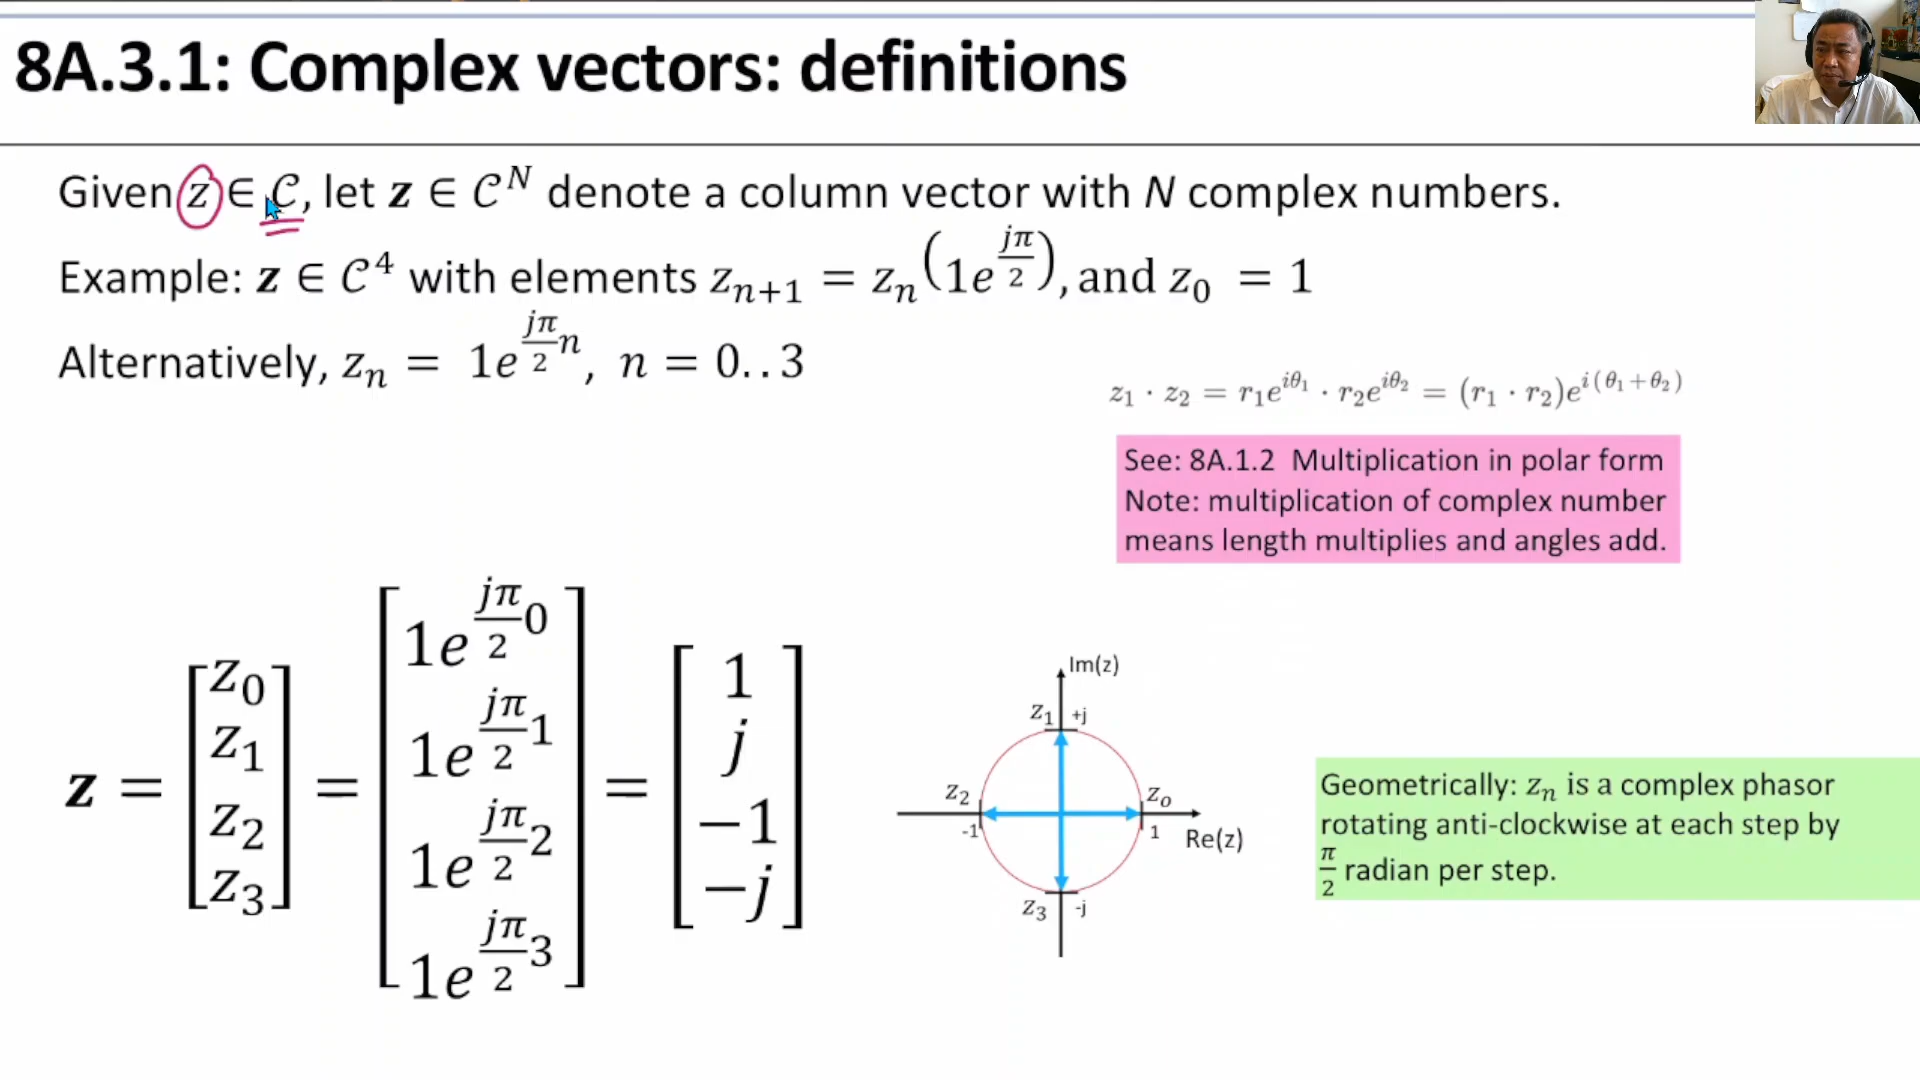 8A.3.1: Complex vectors: definitions
Given z ∈ 𝒞, let 𝒛 ∈ 𝒞^N denote a column vector with N complex numbers.
Example: 𝒛 ∈ 𝒞^4 with elements z_{n+1} = z_n(1e^{jπ/2}), and z_0 = 1
Alternatively, z_n = 1e^{(jπ/2)n}, n = 0..3
z_1 · z_2 = r_1e^{iθ_1} · r_2e^{iθ_2} = (r_1 · r_2)e^{i(θ_1+θ_2)}
See: 8A.1.2 Multiplication in polar form
Note: multiplication of complex number
means length multiplies and angles add.
𝒛 = [z_0 z_1 z_2 z_3] = [1e^{(jπ/2)0} 1e^{(jπ/2)1} 1e^{(jπ/2)2} 1e^{(jπ/2)3}] = [1 j −1 −j]
Im(z)
z_1 +j
z_2 z_o
-1 1 Re(z)
z_3 -j
Geometrically: z_n is a complex phasor
rotating anti-clockwise at each step by
π/2 radian per step.